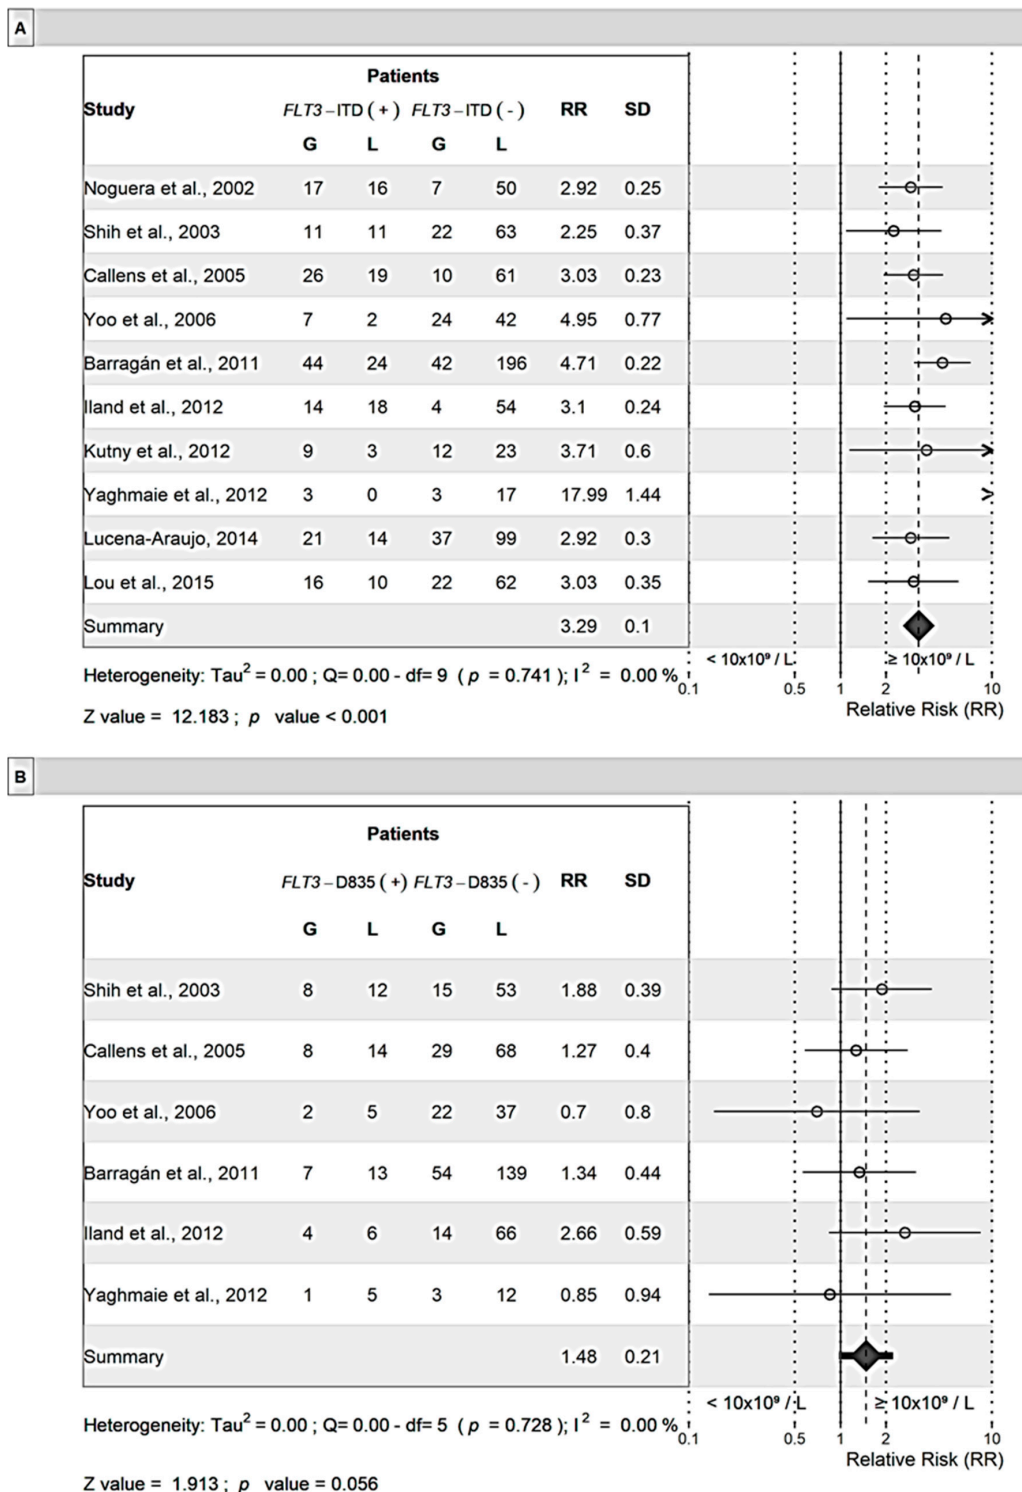 A
Patients
Study FLT3-ITD ( + ) FLT3-ITD ( - ) RR SD
G L G L
Noguera et al., 2002 17 16 7 50 2.92 0.25
Shih et al., 2003 11 11 22 63 2.25 0.37
Callens et al., 2005 26 19 10 61 3.03 0.23
Yoo et al., 2006 7 2 24 42 4.95 0.77
Barragán et al., 2011 44 24 42 196 4.71 0.22
Iland et al., 2012 14 18 4 54 3.1 0.24
Kutny et al., 2012 9 3 12 23 3.71 0.6
Yaghmaie et al., 2012 3 0 3 17 17.99 1.44
Lucena-Araujo, 2014 21 14 37 99 2.92 0.3
Lou et al., 2015 16 10 22 62 3.03 0.35
Summary 3.29 0.1
< 10x10⁹ / L ≥ 10x10⁹ / L
Heterogeneity: Tau² = 0.00 ; Q= 0.00 - df= 9 ( p = 0.741 ); I² = 0.00 %
0.1 0.5 1 2 10
Relative Risk (RR)
Z value = 12.183 ; p value < 0.001
B
Patients
Study FLT3-D835 ( + ) FLT3-D835 ( - ) RR SD
G L G L
Shih et al., 2003 8 12 15 53 1.88 0.39
Callens et al., 2005 8 14 29 68 1.27 0.4
Yoo et al., 2006 2 5 22 37 0.7 0.8
Barragán et al., 2011 7 13 54 139 1.34 0.44
Iland et al., 2012 4 6 14 66 2.66 0.59
Yaghmaie et al., 2012 1 5 3 12 0.85 0.94
Summary 1.48 0.21
< 10x10⁹ / L ≥ 10x10⁹ / L
Heterogeneity: Tau² = 0.00 ; Q= 0.00 - df= 5 ( p = 0.728 ); I² = 0.00 %
0.1 0.5 1 2 10
Relative Risk (RR)
Z value = 1.913 ; p value = 0.056